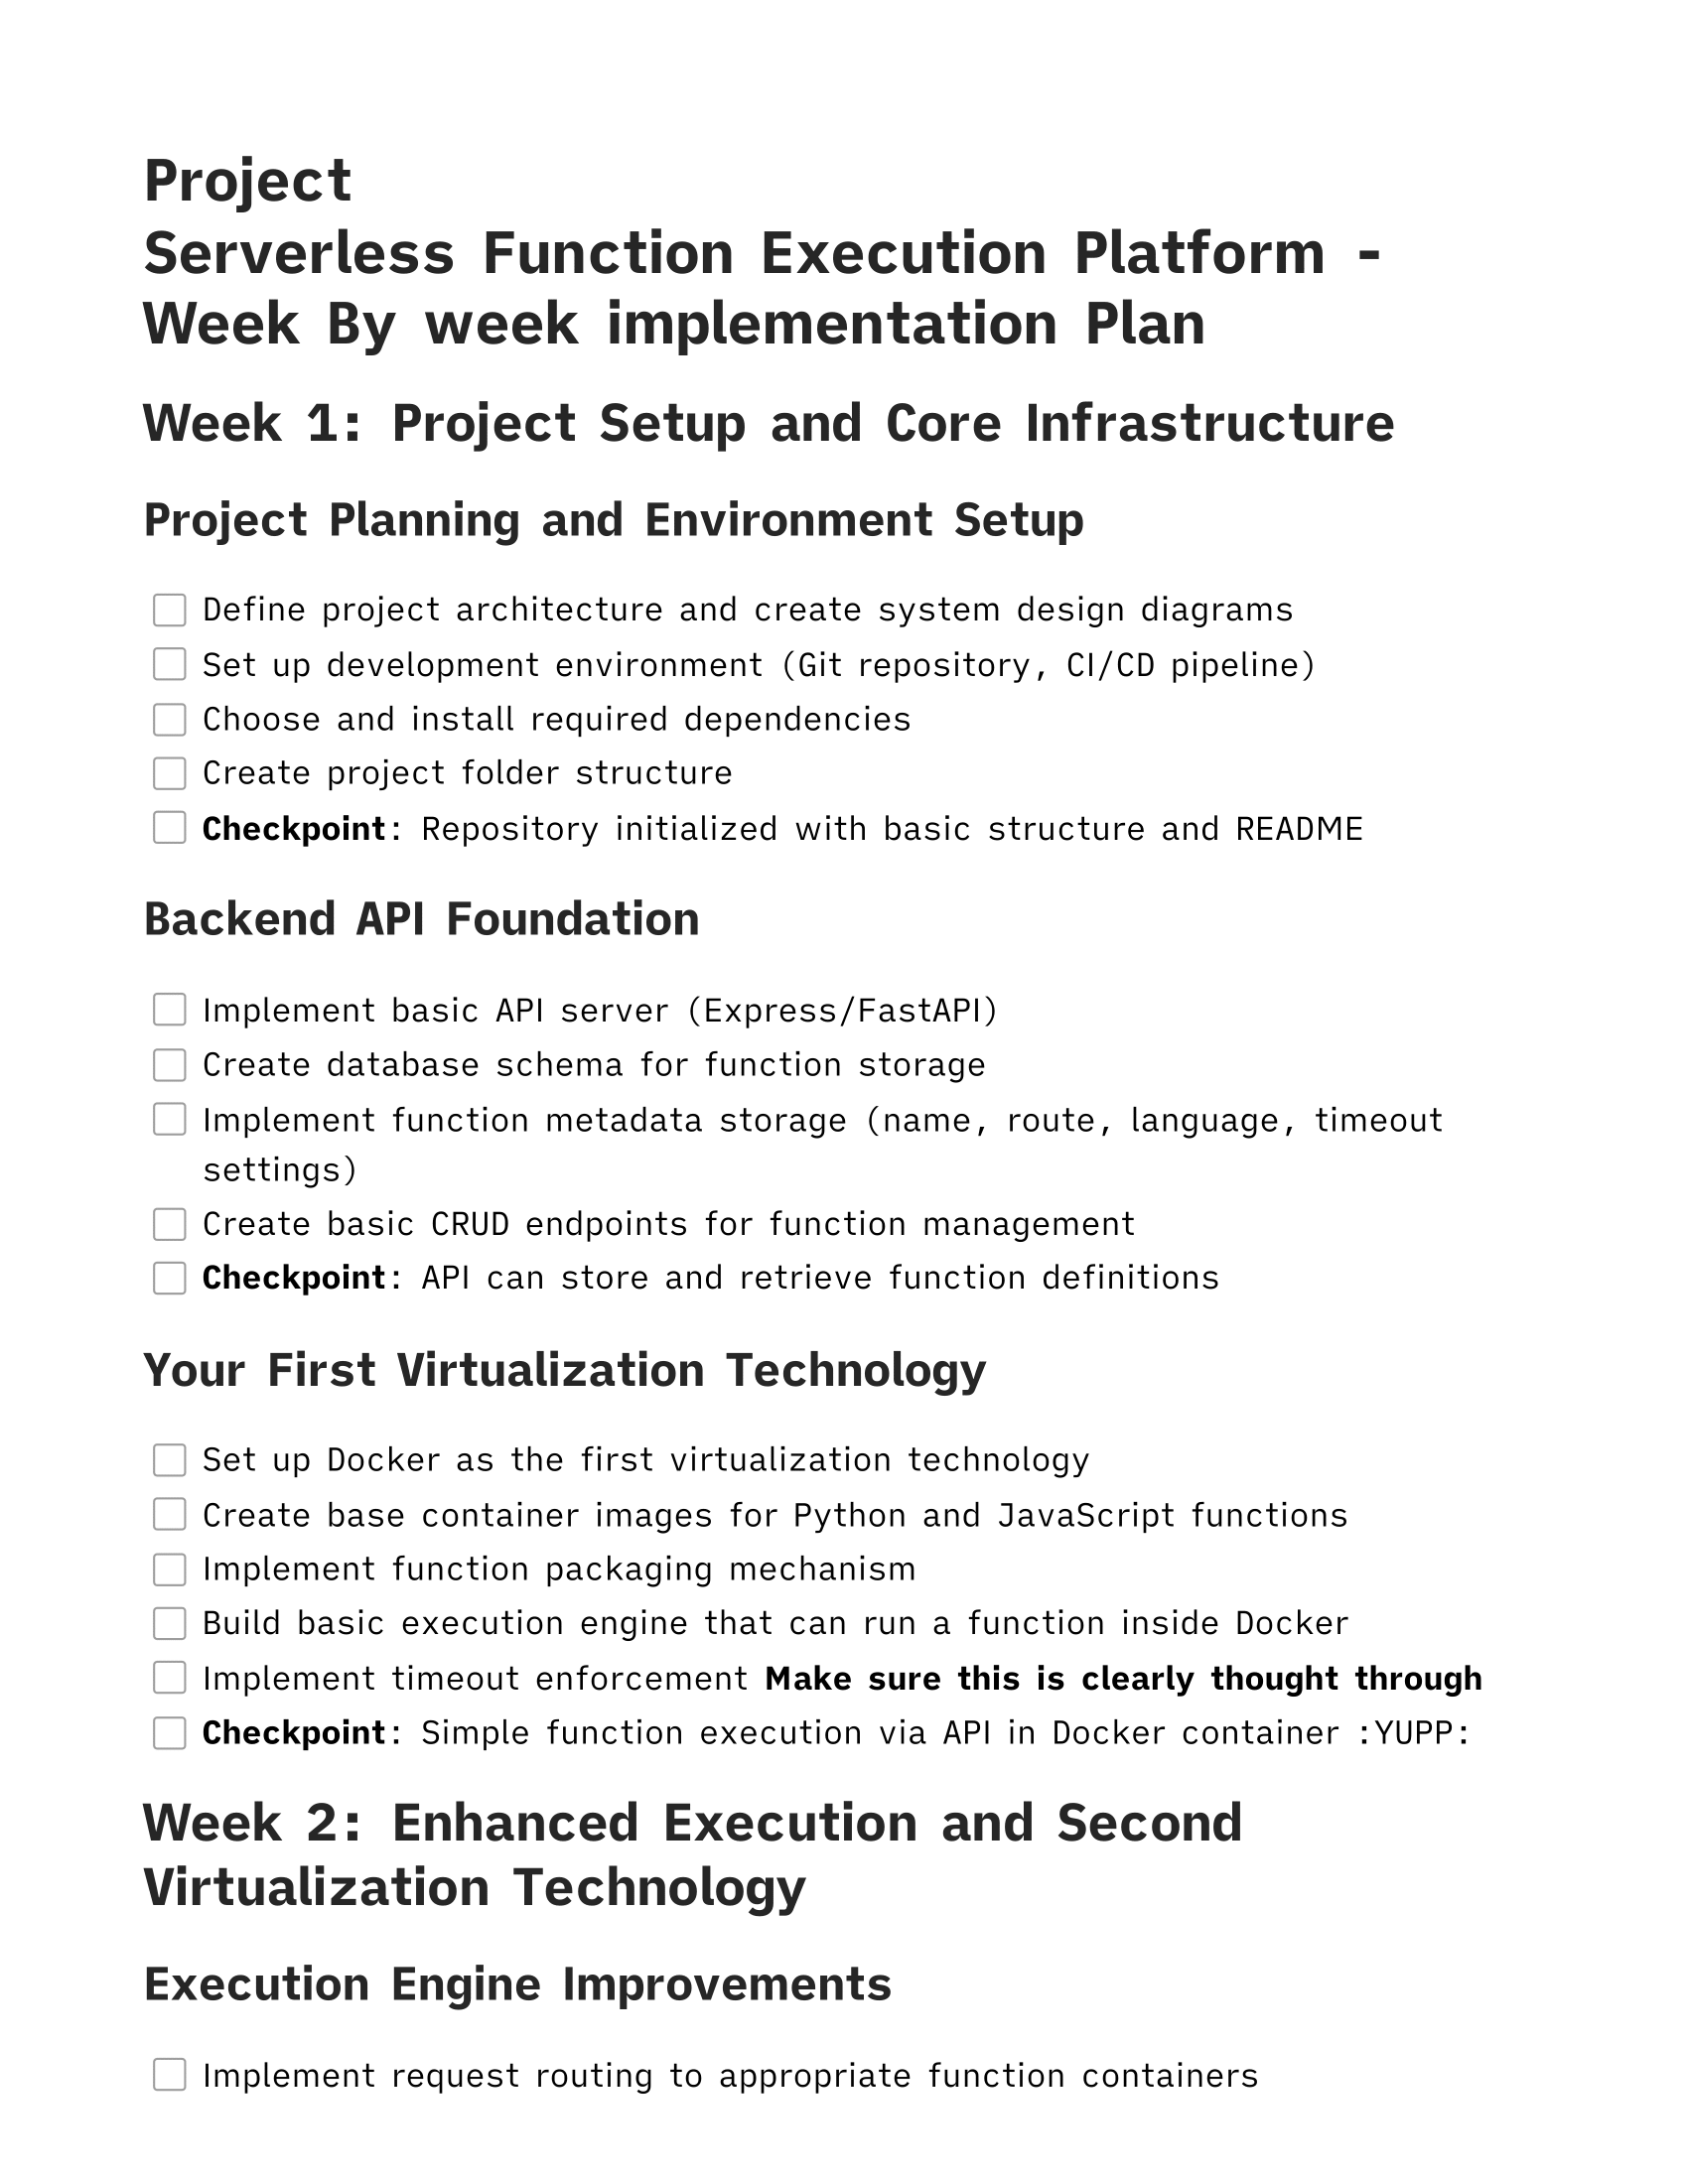 Project
Serverless Function Execution Platform -
Week By week implementation Plan
Week 1: Project Setup and Core Infrastructure
Project Planning and Environment Setup
Define project architecture and create system design diagrams
Set up development environment (Git repository, CI/CD pipeline)
Choose and install required dependencies
Create project folder structure
Checkpoint: Repository initialized with basic structure and README
Backend API Foundation
Implement basic API server (Express/FastAPI)
Create database schema for function storage
Implement function metadata storage (name, route, language, timeout
settings)
Create basic CRUD endpoints for function management
Checkpoint: API can store and retrieve function definitions
Your First Virtualization Technology
Set up Docker as the first virtualization technology
Create base container images for Python and JavaScript functions
Implement function packaging mechanism
Build basic execution engine that can run a function inside Docker
Implement timeout enforcement Make sure this is clearly thought through
Checkpoint: Simple function execution via API in Docker container :YUPP:
Week 2: Enhanced Execution and Second
Virtualization Technology
Execution Engine Improvements
Implement request routing to appropriate function containers